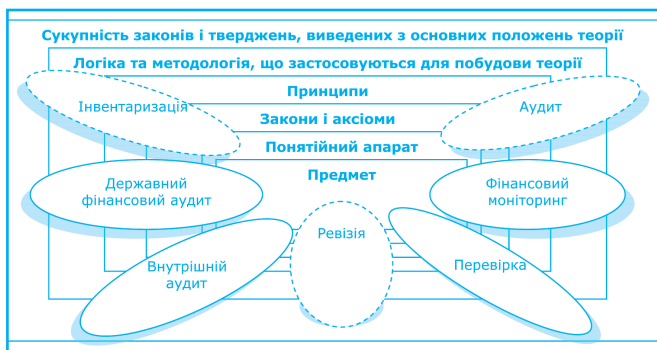 Сукупність законів і тверджень, виведених з основних положень теорії
Логіка та методологія, що застосовуються для побудови теорії
Принципи
Інвентаризація
Аудит
Закони і аксіоми
Понятійний апарат
Предмет
Державний
фінансовий аудит
Фінансовий
моніторинг
Ревізія
Внутрішній
аудит
Перевірка